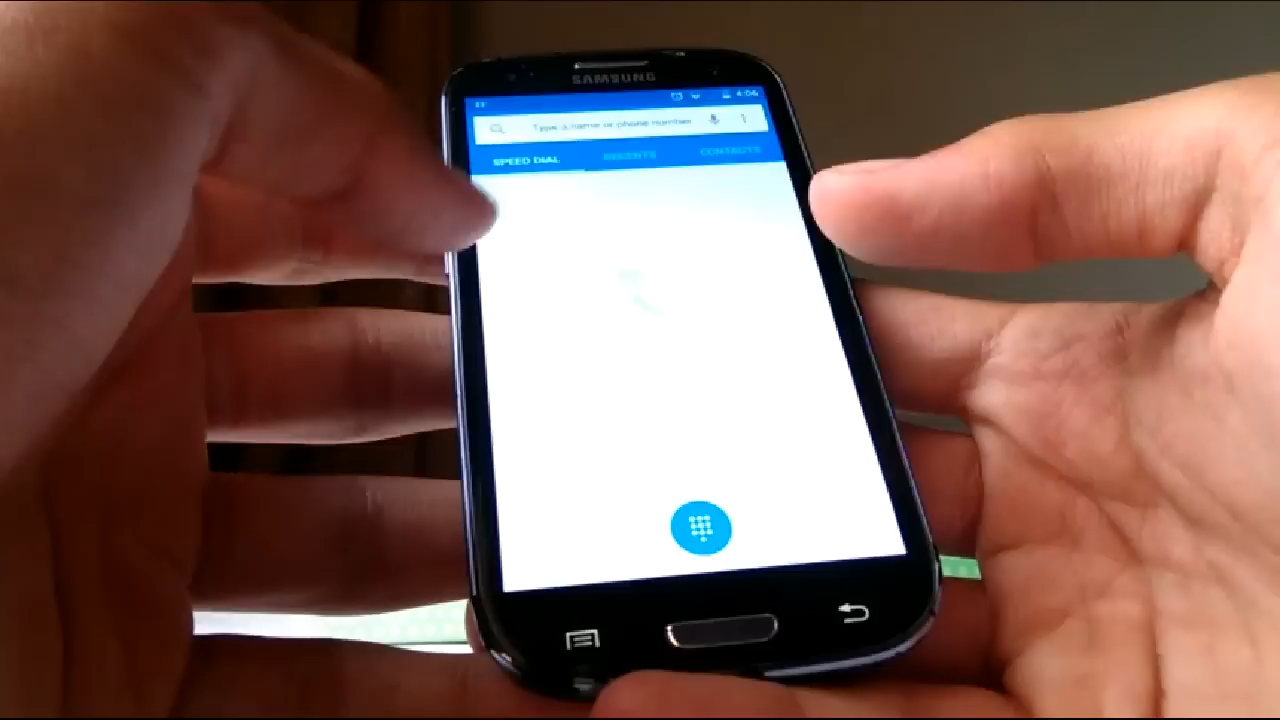 SAMSUNG
4:06
Type a name or phone number
SPEED DIAL RECENTS CONTACTS